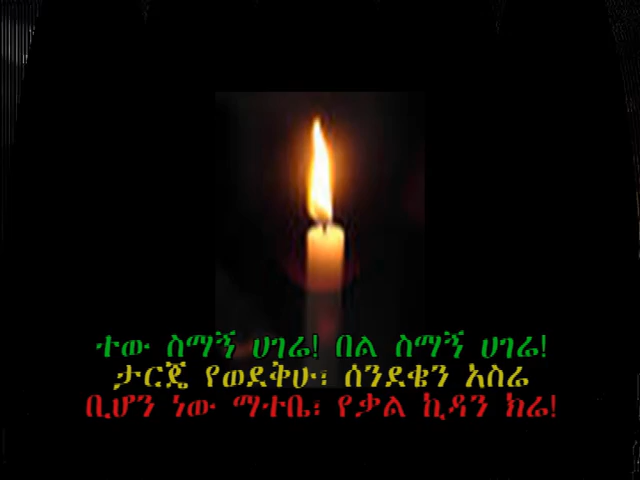 ተው ስማኝ ሀገሬ! በል ስማኝ ሀገሬ!
ታርጄ የወደቅሁ፣ ሰንደቄን አስሬ
ቢሆን ነው ማተቤ፣ የቃል ኪዳን ክሬ!